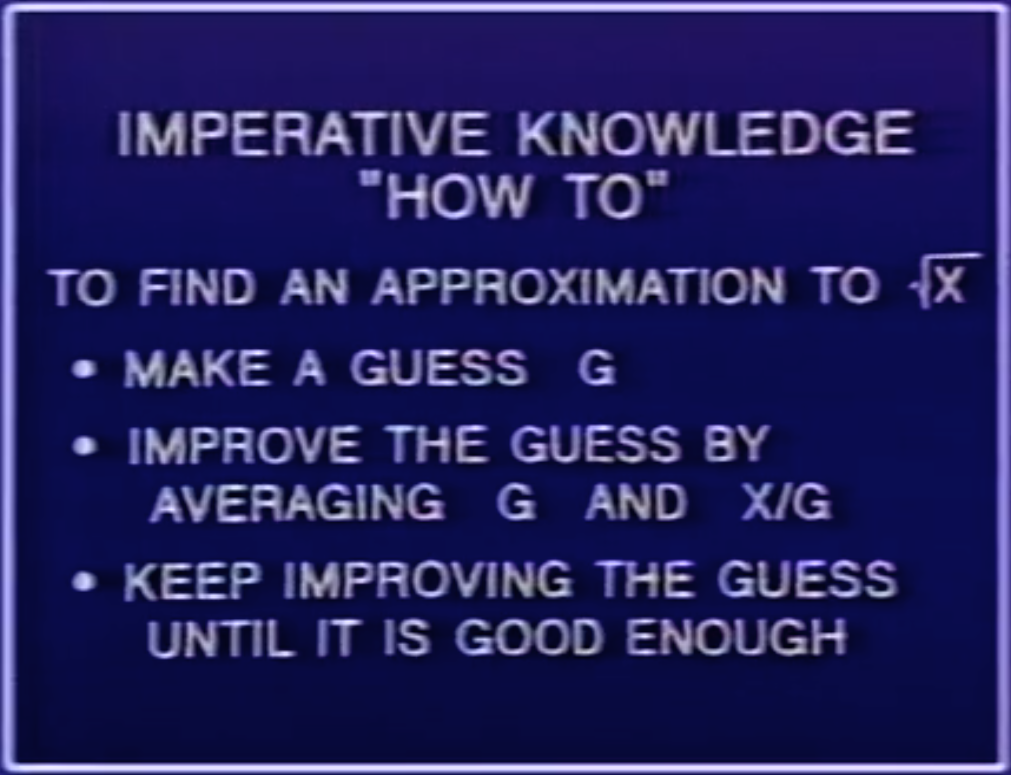 IMPERATIVE KNOWLEDGE
"HOW TO"
TO FIND AN APPROXIMATION TO √X
• MAKE A GUESS G
• IMPROVE THE GUESS BY
AVERAGING G AND X/G
• KEEP IMPROVING THE GUESS
UNTIL IT IS GOOD ENOUGH